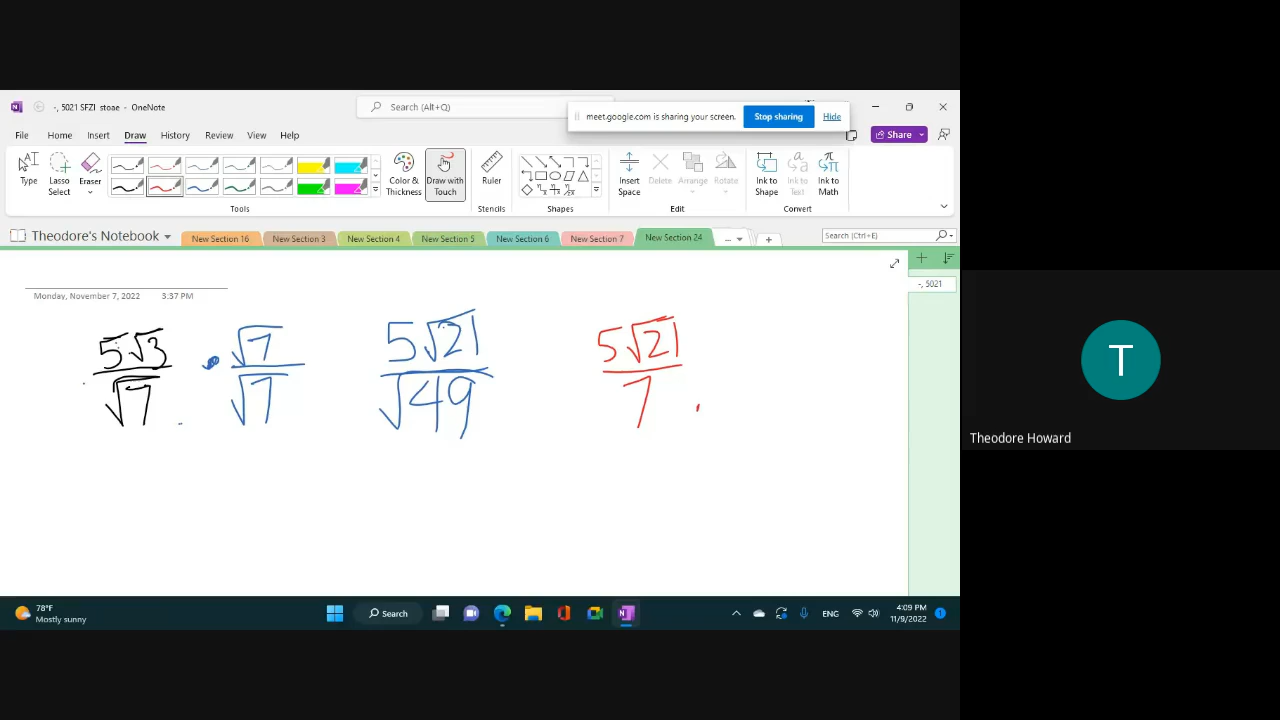 -, 5021 SFZI stoae - OneNote
Search (Alt+Q)
meet.google.com is sharing your screen.
Stop sharing
Hide
File Home Insert Draw History Review View Help
Share
Type
Lasso Select
Eraser
Color & Thickness
Draw with Touch
Ruler
Insert Space
Delete
Arrange
Rotate
Ink to Shape
Ink to Text
Ink to Math
Tools Stencils Shapes Edit Convert
Theodore's Notebook
New Section 16 New Section 3 New Section 4 New Section 5 New Section 6 New Section 7 New Section 24 ...
Search (Ctrl+E)
-, 5021
Monday, November 7, 2022 3:37 PM
5√3 / √7 · √7 / √7
5√21 / √49
5√21 / 7
T
Theodore Howard
78°F
Mostly sunny
Search
ENG
4:09 PM
11/9/2022
1